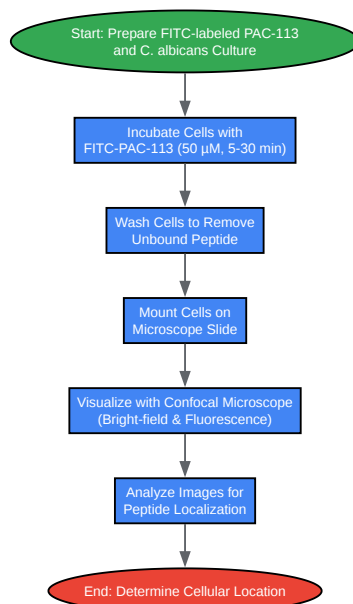 Start: Prepare FITC-labeled PAC-113
and C. albicans Culture
Incubate Cells with
FITC-PAC-113 (50 µM, 5-30 min)
Wash Cells to Remove
Unbound Peptide
Mount Cells on
Microscope Slide
Visualize with Confocal Microscope
(Bright-field & Fluorescence)
Analyze Images for
Peptide Localization
End: Determine Cellular Location